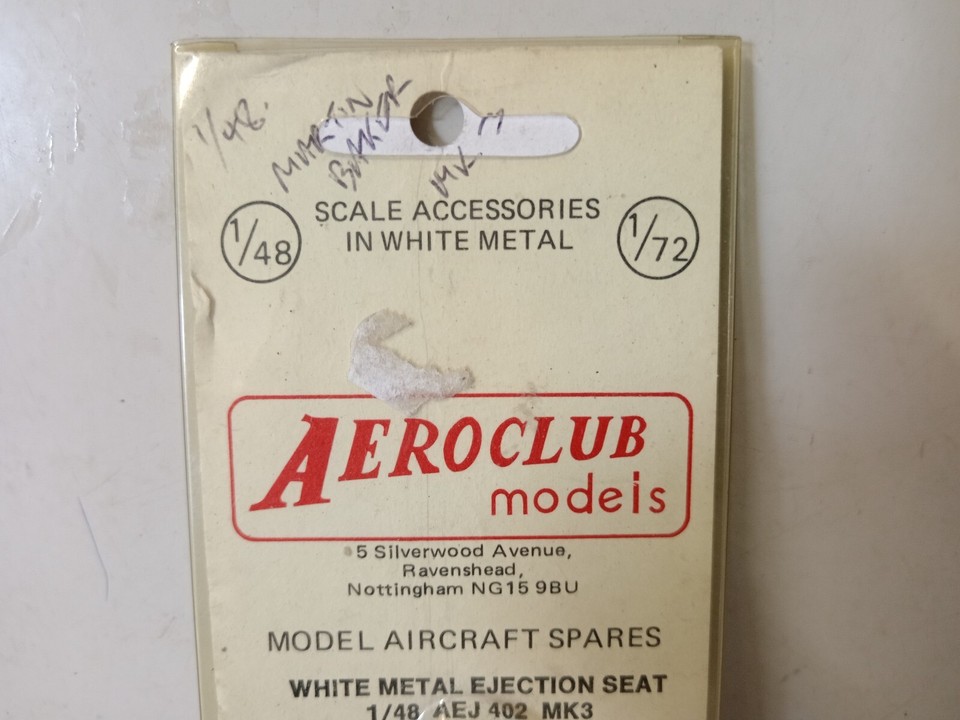 1/48.
MARTIN
BAKER
MK
SCALE ACCESSORIES
IN WHITE METAL
1/48
1/72
AEROCLUB
models
5 Silverwood Avenue,
Ravenshead,
Nottingham NG15 9BU
MODEL AIRCRAFT SPARES
WHITE METAL EJECTION SEAT
1/48 AEJ 402 MK3